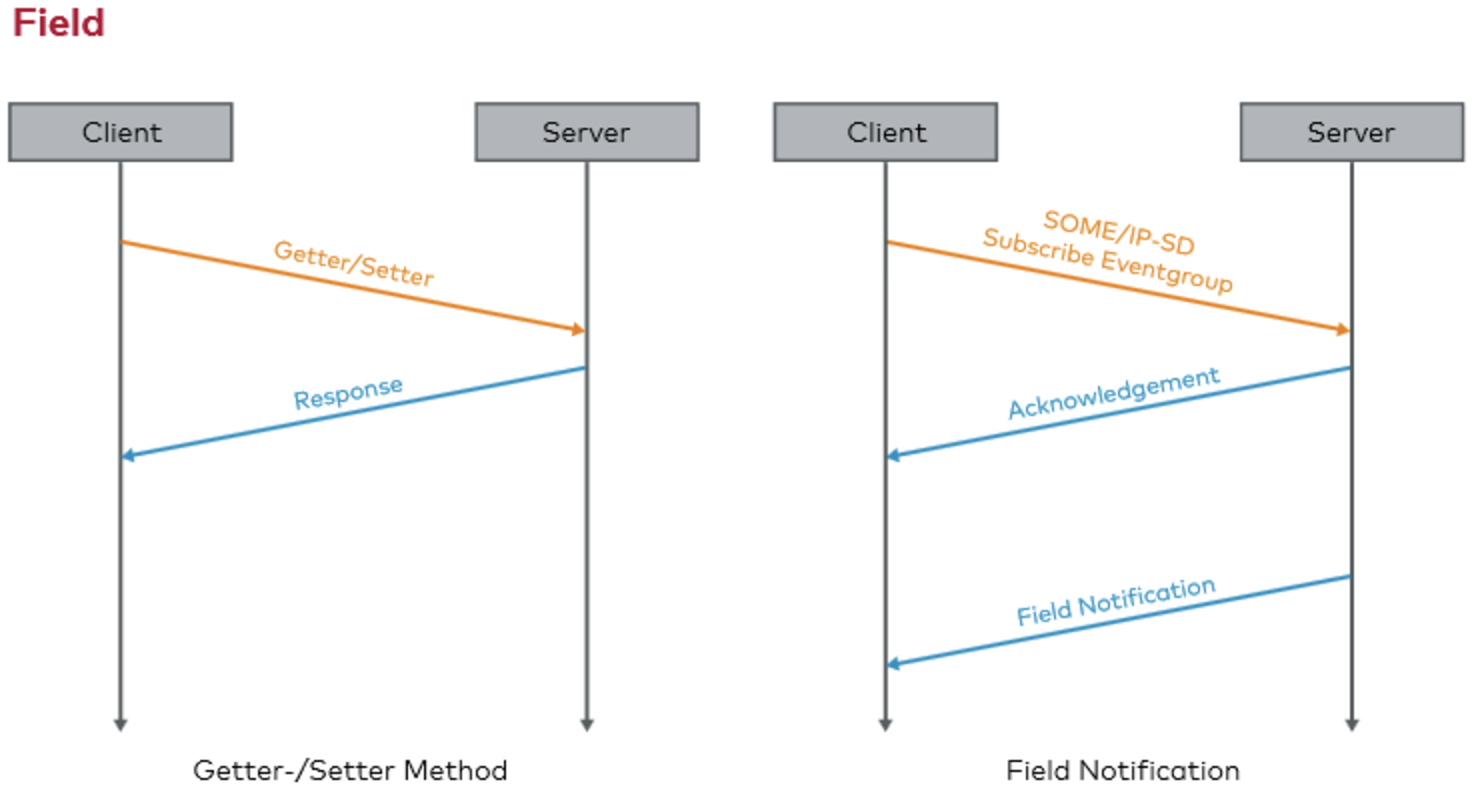 Field
Client
Server
Getter/Setter
Response
Getter-/Setter Method
Client
Server
SOME/IP-SD
Subscribe Eventgroup
Acknowledgement
Field Notification
Field Notification